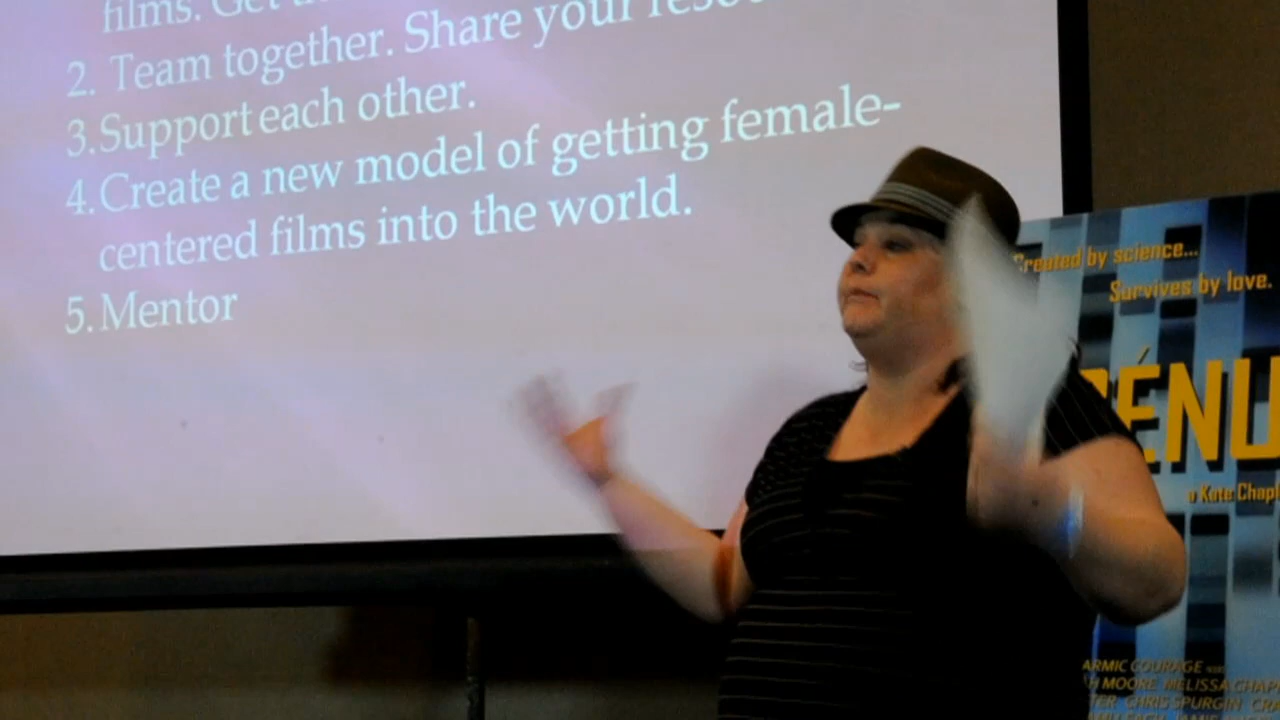 films. Get
2. Team together. Share your
3. Support each other.
4. Create a new model of getting female-
centered films into the world.
5. Mentor
Created by science...
Survives by love.
ÉNU
a Kate Chapl
ARMIC COURAGE
H MOORE MELISSA CHAP
TER CHRIS SPURGIN CRA